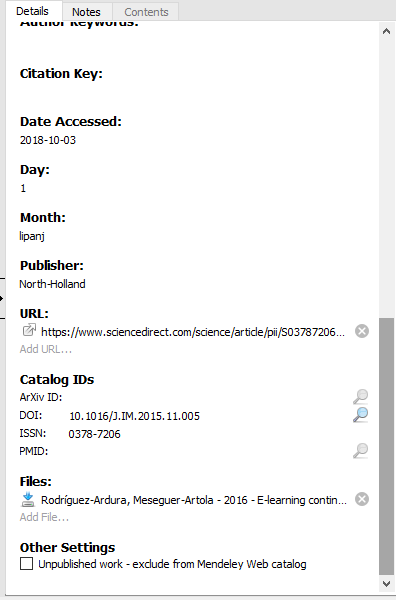 Details
Notes
Contents
Author Keywords:
Citation Key:
Date Accessed:
2018-10-03
Day:
1
Month:
lipanj
Publisher:
North-Holland
URL:
https://www.sciencedirect.com/science/article/pii/S03787206...
Add URL...
Catalog IDs
ArXiv ID:
DOI: 10.1016/J.IM.2015.11.005
ISSN: 0378-7206
PMID:
Files:
Rodríguez-Ardura, Meseguer-Artola - 2016 - E-learning contin...
Add File...
Other Settings
Unpublished work - exclude from Mendeley Web catalog